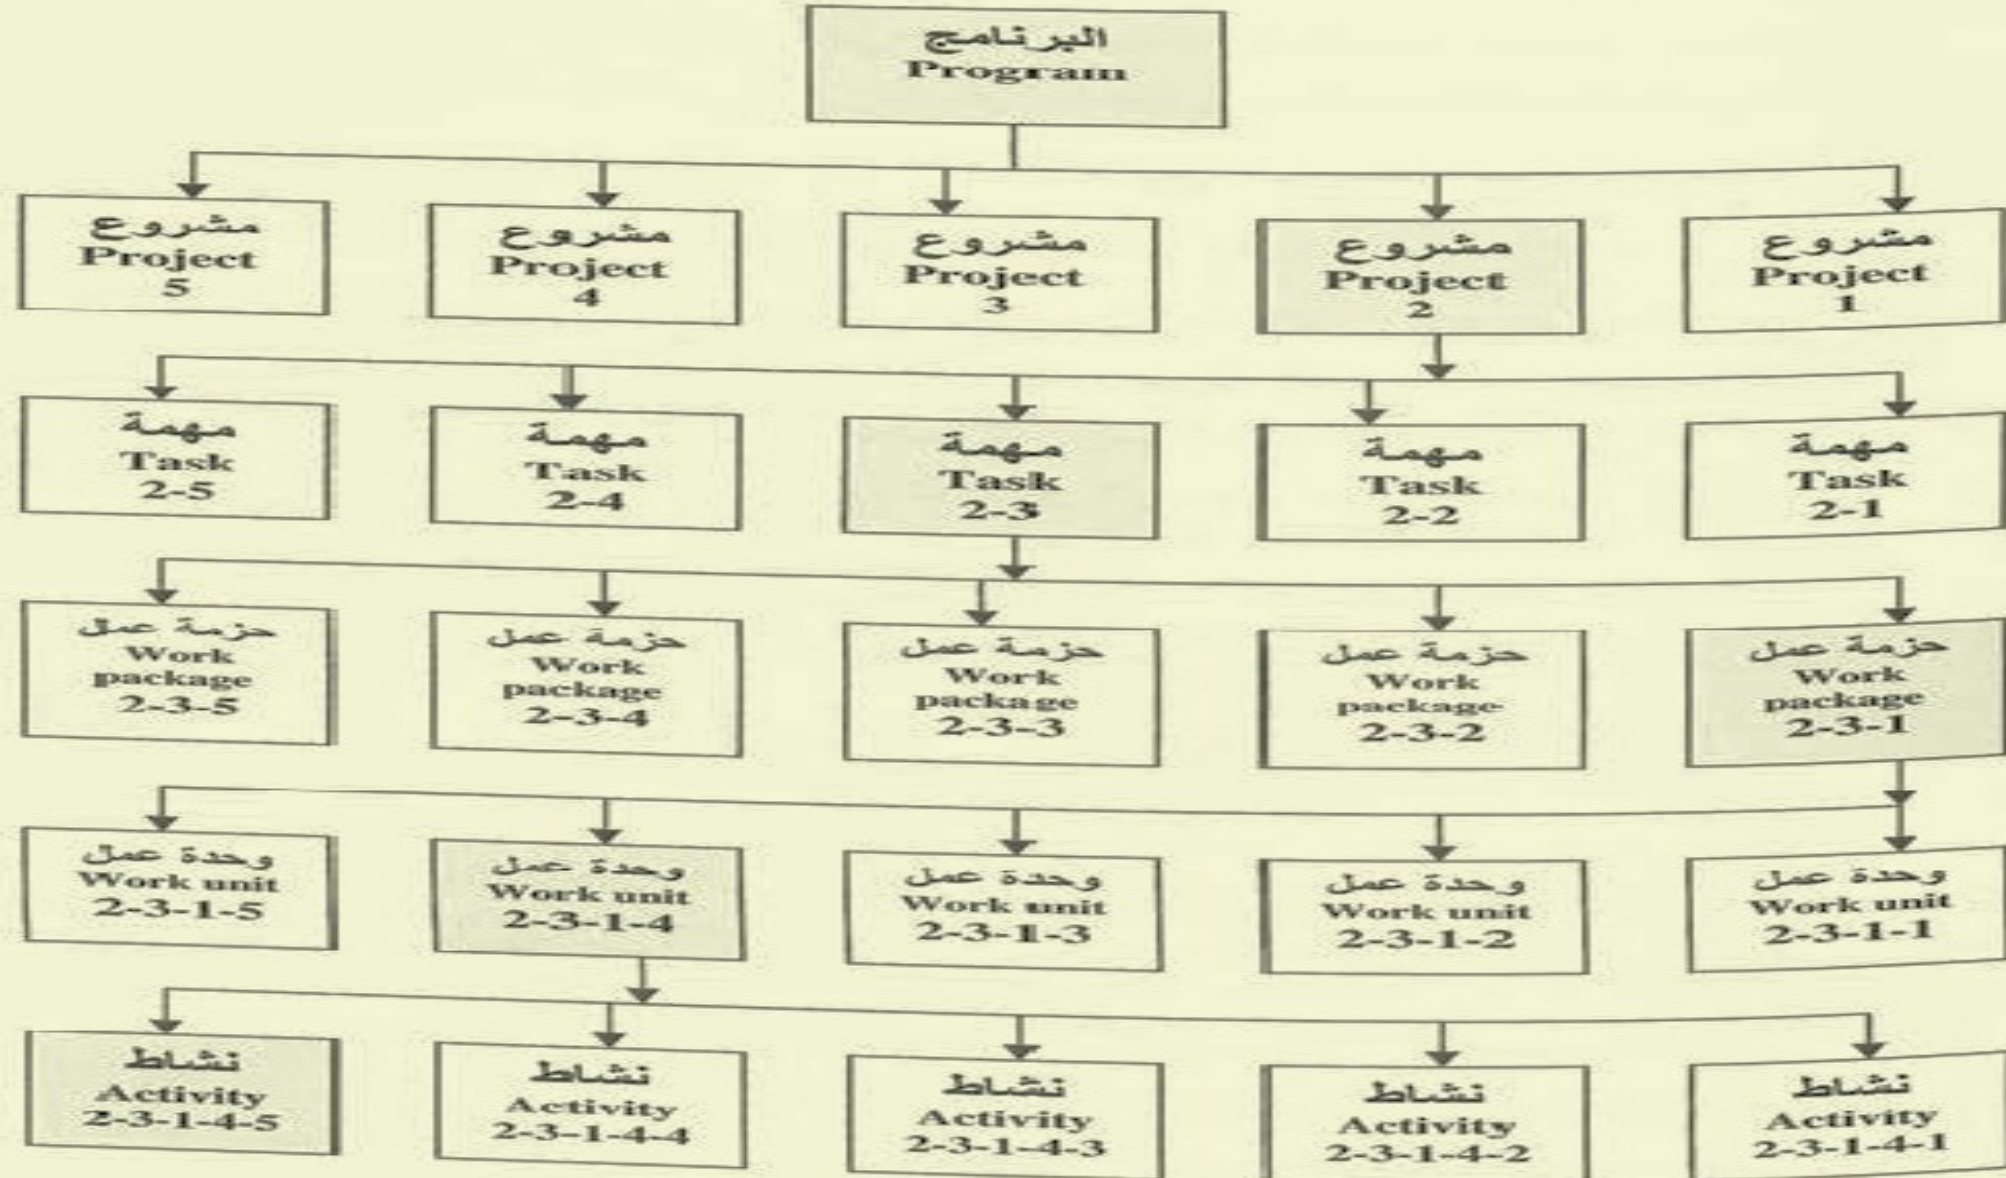 البرنامج
Program
مشروع
Project
1
مشروع
Project
2
مشروع
Project
3
مشروع
Project
4
مشروع
Project
5
مهمة
Task
2-1
مهمة
Task
2-2
مهمة
Task
2-3
مهمة
Task
2-4
مهمة
Task
2-5
حزمة عمل
Work
package
2-3-1
حزمة عمل
Work
package
2-3-2
حزمة عمل
Work
package
2-3-3
حزمة عمل
Work
package
2-3-4
حزمة عمل
Work
package
2-3-5
وحدة عمل
Work unit
2-3-1-1
وحدة عمل
Work unit
2-3-1-2
وحدة عمل
Work unit
2-3-1-3
وحدة عمل
Work unit
2-3-1-4
وحدة عمل
Work unit
2-3-1-5
نشاط
Activity
2-3-1-4-1
نشاط
Activity
2-3-1-4-2
نشاط
Activity
2-3-1-4-3
نشاط
Activity
2-3-1-4-4
نشاط
Activity
2-3-1-4-5